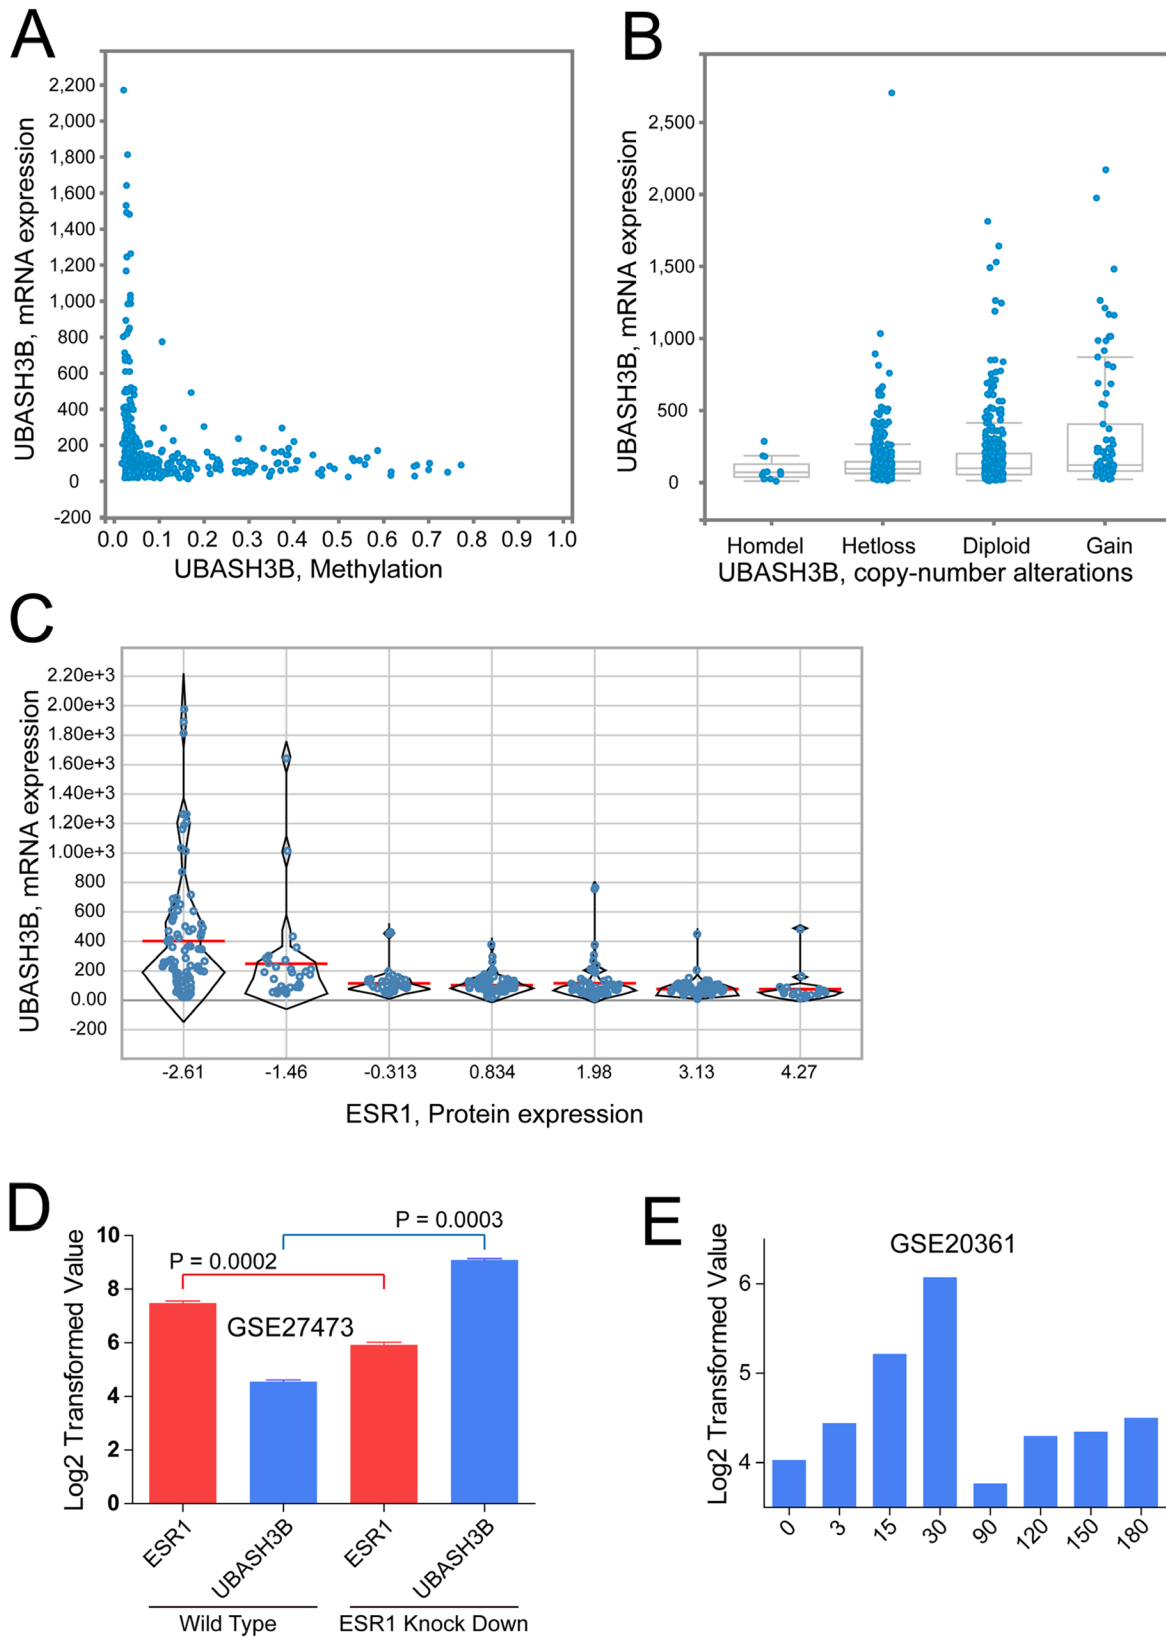 A
UBASH3B, mRNA expression
2,200
2,000
1,800
1,600
1,400
1,200
1,000
800
600
400
200
0
-200
0.0 0.1 0.2 0.3 0.4 0.5 0.6 0.7 0.8 0.9 1.0
UBASH3B, Methylation
B
UBASH3B, mRNA expression
2,500
2,000
1,500
1,000
500
0
Homdel Hetloss Diploid Gain
UBASH3B, copy-number alterations
C
UBASH3B, mRNA expression
2.20e+3
2.00e+3
1.80e+3
1.60e+3
1.40e+3
1.20e+3
1.00e+3
800
600
400
200
0.00
-200
-2.61 -1.46 -0.313 0.834 1.98 3.13 4.27
ESR1, Protein expression
D
Log2 Transformed Value
10
8
6
4
2
0
P = 0.0003
P = 0.0002
GSE27473
ESR1 UBASH3B ESR1 UBASH3B
Wild Type ESR1 Knock Down
E
Log2 Transformed Value
GSE20361
6
5
4
0 3 15 30 90 120 150 180